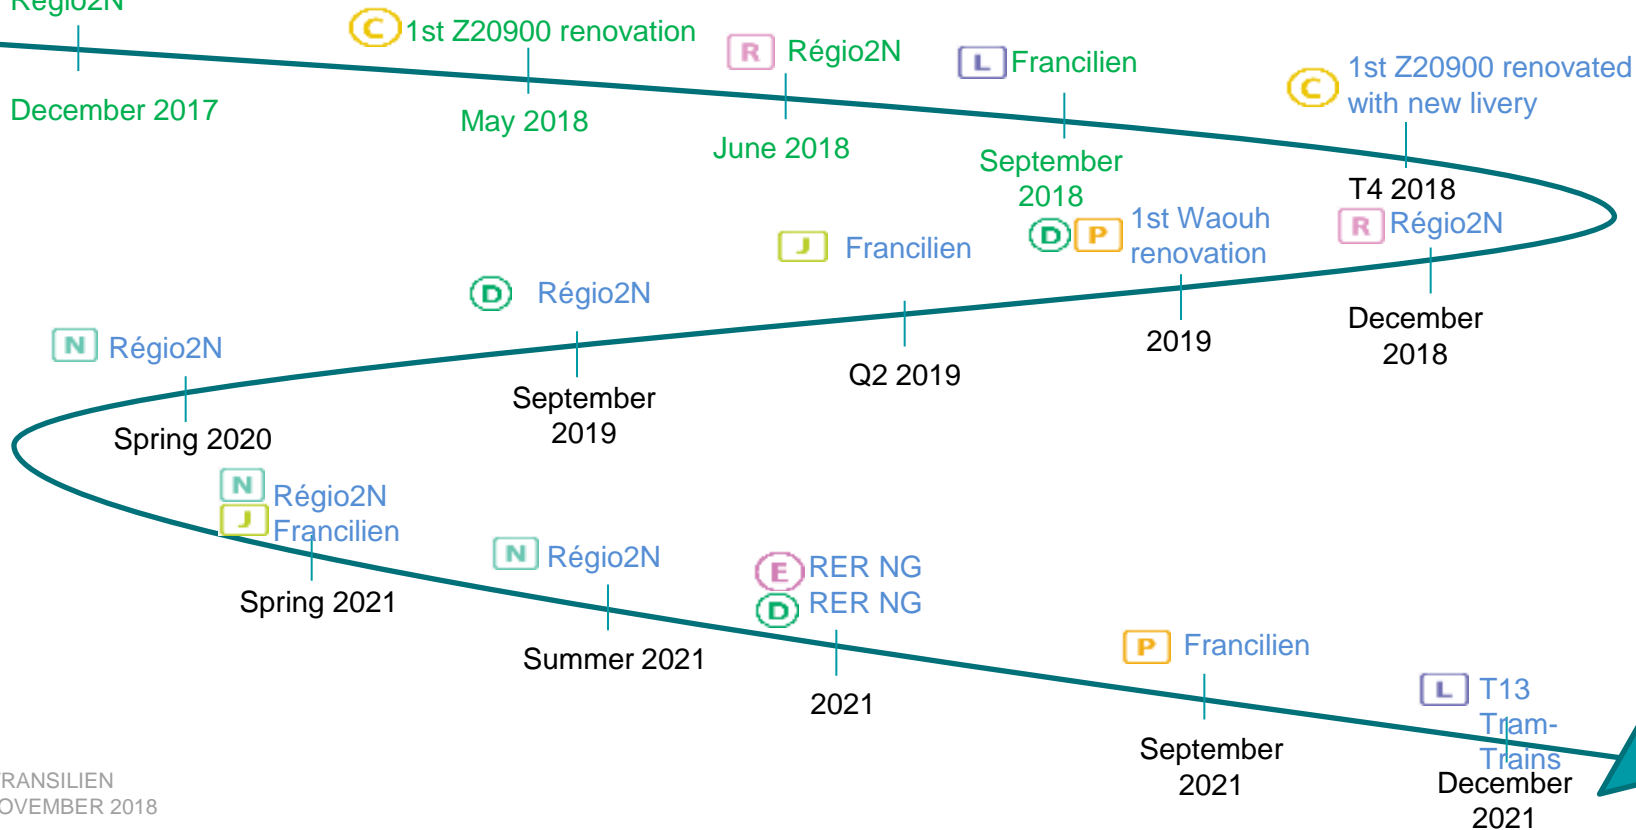 Régio2N
December 2017
C 1st Z20900 renovation
May 2018
R Régio2N
June 2018
L Francilien
September
2018
C 1st Z20900 renovated
with new livery
T4 2018
R Régio2N
December
2018
D P 1st Waouh
renovation
2019
J Francilien
Q2 2019
D Régio2N
September
2019
N Régio2N
Spring 2020
N Régio2N
J Francilien
Spring 2021
N Régio2N
Summer 2021
E RER NG
D RER NG
2021
P Francilien
September
2021
L T13
Tram-
Trains
December
2021
RANSILIEN
OVEMBER 2018